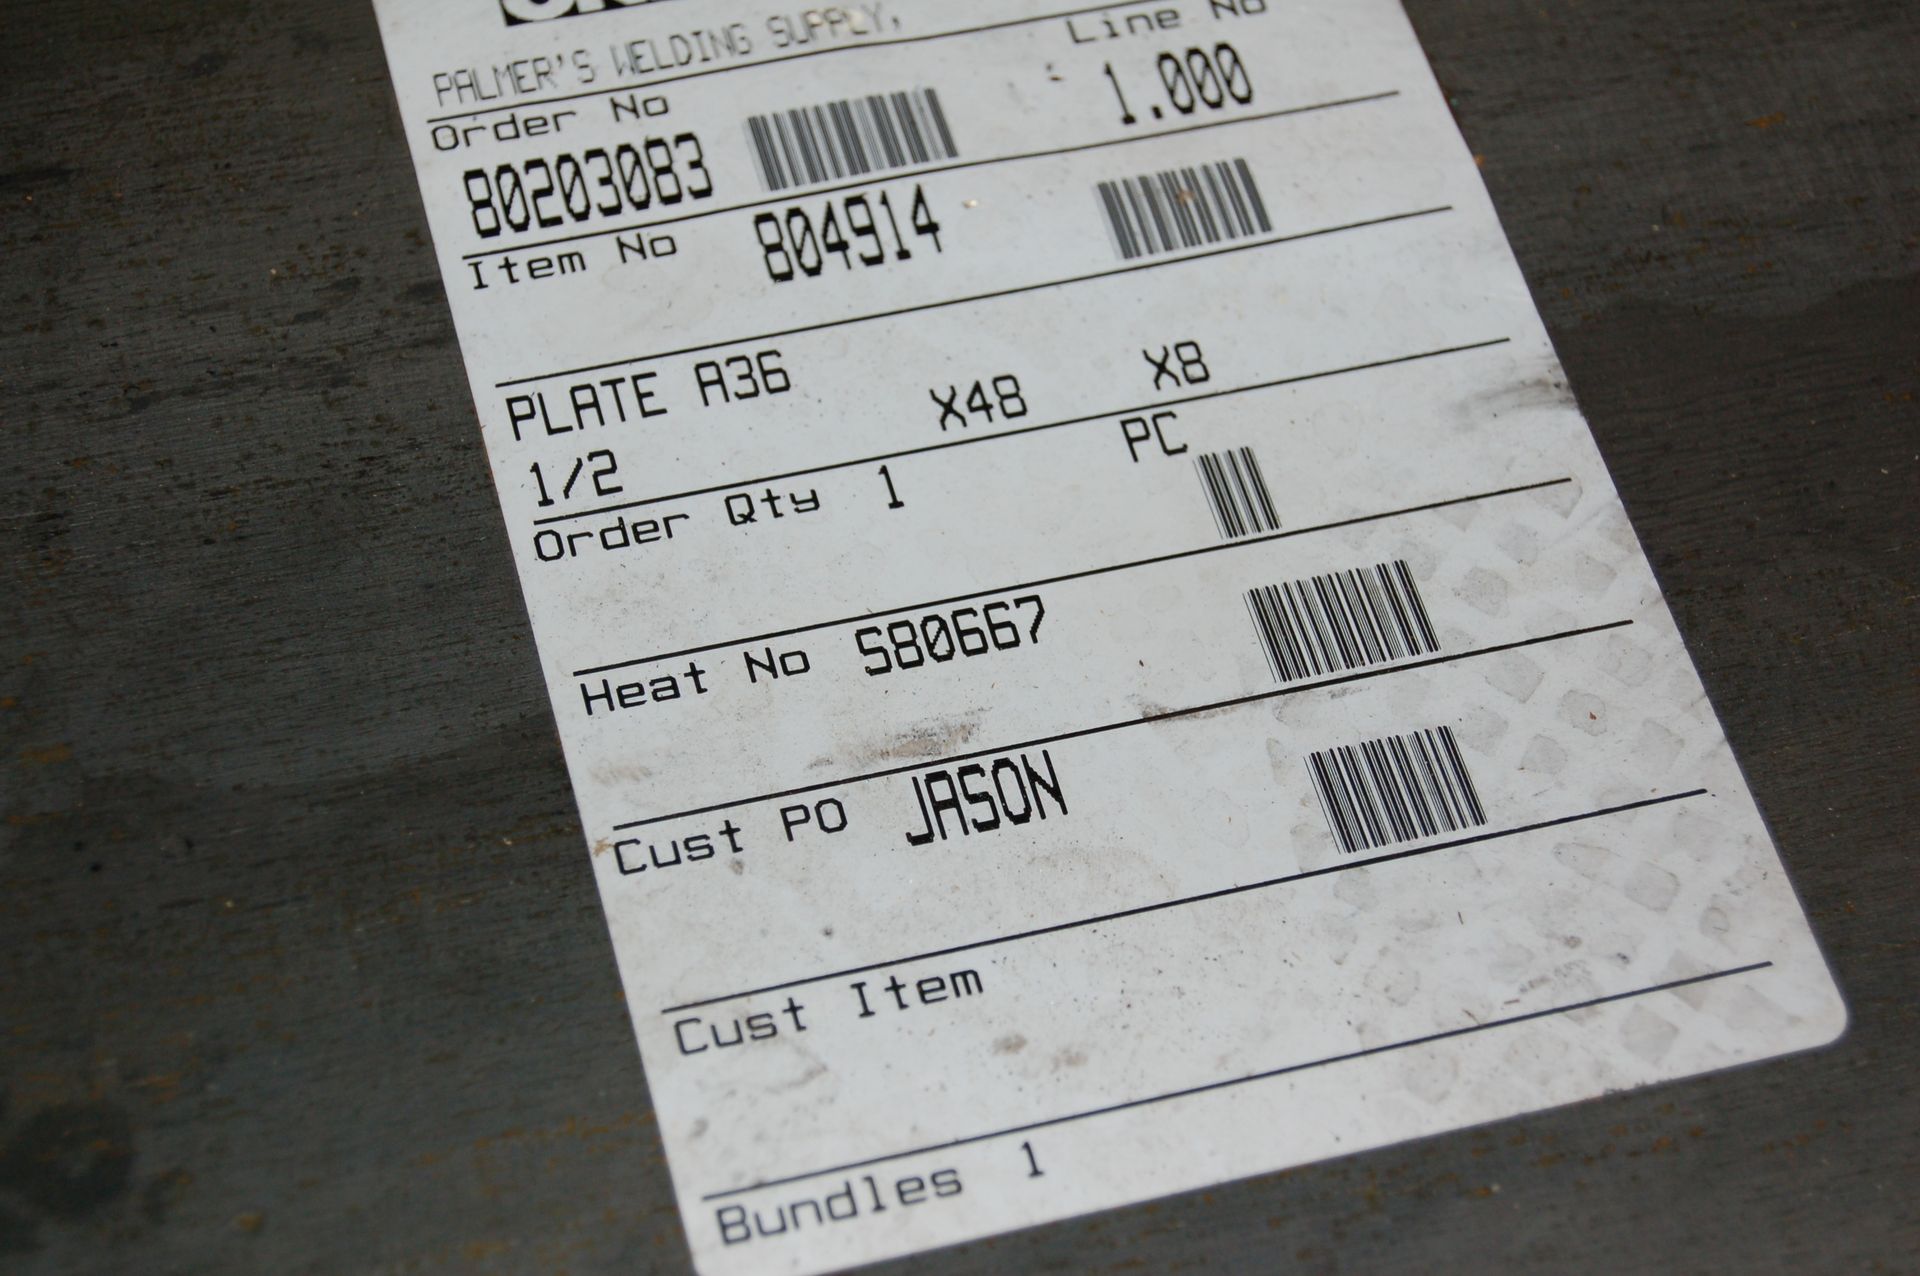 PALMER'S WELDING SUPPLY,
Order No
80203083
Line No
1.000
Item No 804914
PLATE A36
1/2 X48 X8
Order Qty 1 PC
Heat No S80667
Cust PO JASON
Cust Item
Bundles 1